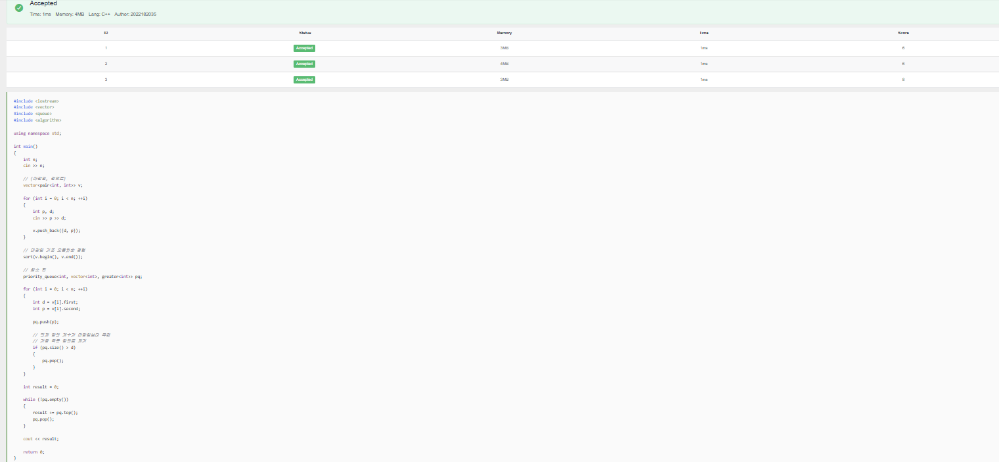 Accepted
Time: 1ms Memory: 4MB Lang: C++ Author: 2022182035
ID Status Memory Time Score
1 Accepted 3MB 1ms 6
2 Accepted 4MB 1ms 6
3 Accepted 3MB 1ms 8
#include <iostream>
#include <vector>
#include <queue>
#include <algorithm>
using namespace std;
int main()
{
int n;
cin >> n;
// (마감일, 강의료)
vector<pair<int, int>> v;
for (int i = 0; i < n; ++i)
{
int p, d;
cin >> p >> d;
v.push_back({d, p});
}
// 마감일 기준 오름차순 정렬
sort(v.begin(), v.end());
// 최소 힙
priority_queue<int, vector<int>, greater<int>> pq;
for (int i = 0; i < n; ++i)
{
int d = v[i].first;
int p = v[i].second;
pq.push(p);
// 강의 개수가 마감일보다
// 가장 작은 강의료 제거
if (pq.size() > d)
{
pq.pop();
}
}
int result = 0;
while (!pq.empty())
{
result += pq.top();
pq.pop();
}
cout << result;
return 0;
}